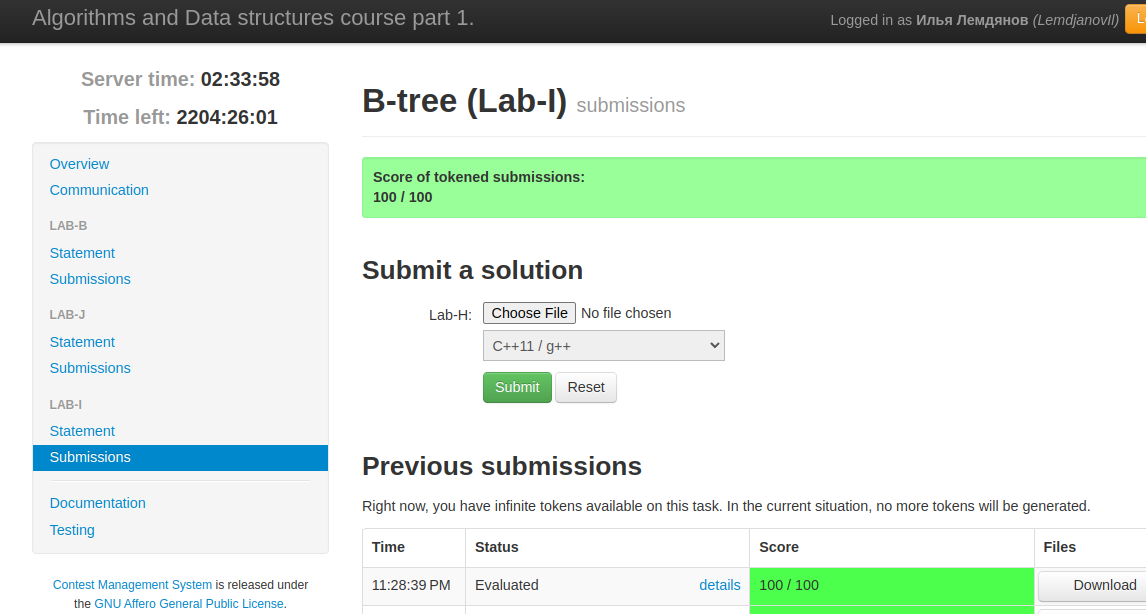 Algorithms and Data structures course part 1.
Logged in as Илья Лемдянов (LemdjanovIl)
Server time: 02:33:58
Time left: 2204:26:01
Overview
Communication
LAB-B
Statement
Submissions
LAB-J
Statement
Submissions
LAB-I
Statement
Submissions
Documentation
Testing
Contest Management System is released under
the GNU Affero General Public License.
B-tree (Lab-I) submissions
Score of tokened submissions:
100 / 100
Submit a solution
Lab-H: Choose File No file chosen
C++11 / g++
Submit Reset
Previous submissions
Right now, you have infinite tokens available on this task. In the current situation, no more tokens will be generated.
Time Status Score Files
11:28:39 PM Evaluated details 100 / 100 Download